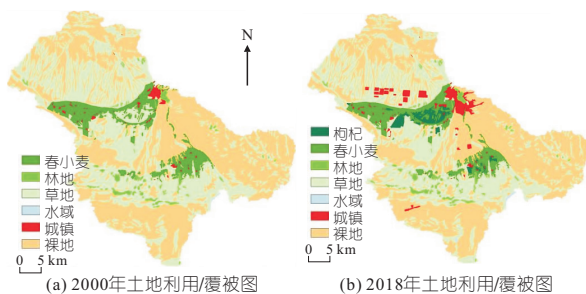 N
春小麦
林地
草地
水域
城镇
裸地
0 5 km
(a) 2000年土地利用/覆被图
枸杞
春小麦
林地
草地
水域
城镇
裸地
0 5 km
(b) 2018年土地利用/覆被图